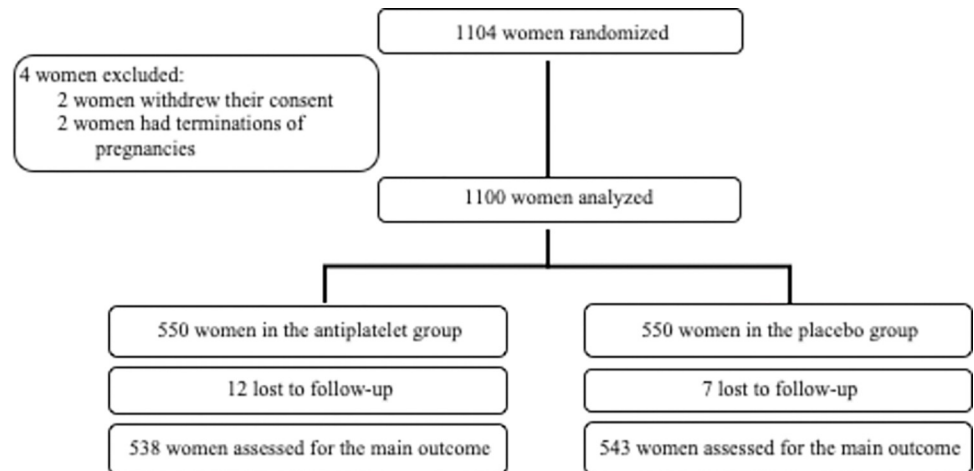 1104 women randomized
4 women excluded:
2 women withdrew their consent
2 women had terminations of
pregnancies
1100 women analyzed
550 women in the antiplatelet group
550 women in the placebo group
12 lost to follow-up
7 lost to follow-up
538 women assessed for the main outcome
543 women assessed for the main outcome